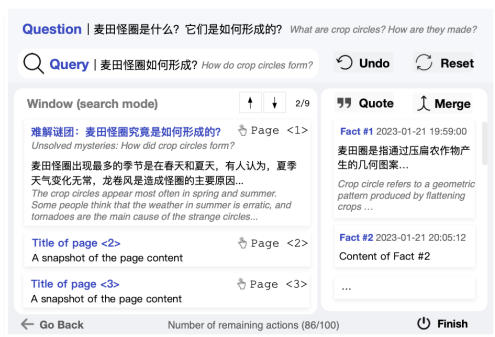 Question | 麦田怪圈是什么？它们是如何形成的？ What are crop circles? How are they made?
Query | 麦田怪圈如何形成? How do crop circles form?
Undo
Reset
Window (search mode)
2/9
Quote
Merge
难解谜团：麦田怪圈究竟是如何形成的?
Page <1>
Unsolved mysteries: How did crop circles form?
麦田怪圈出现最多的季节是在春天和夏天，有人认为，夏季
天气变化无常，龙卷风是造成怪圈的主要原因...
The crop circles appear most often in spring and summer.
Some people think that the weather in summer is erratic, and
tornadoes are the main cause of the strange circles...
Title of page <2>
Page <2>
A snapshot of the page content
Title of page <3>
Page <3>
A snapshot of the page content
Fact #1 2023-01-21 19:59:00
麦田怪圈是指通过压扁农作物产
生的几何图案…
Crop circle refers to a geometric
pattern produced by flattening
crops …
Fact #2 2023-01-21 20:05:12
Content of Fact #2
...
Go Back
Number of remaining actions (86/100)
Finish